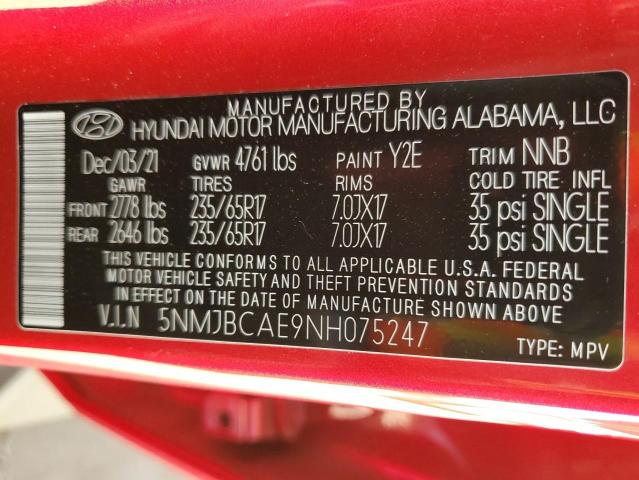 MANUFACTURED BY
HYUNDAI MOTOR MANUFACTURING ALABAMA, LLC
Dec/03/21 GVWR 4761 lbs PAINT Y2E TRIM NNB
GAWR TIRES RIMS COLD TIRE INFL
FRONT 2778 lbs 235/65R17 7.0JX17 35 psi SINGLE
REAR 2646 lbs 235/65R17 7.0JX17 35 psi SINGLE
THIS VEHICLE CONFORMS TO ALL APPLICABLE U.S.A. FEDERAL
MOTOR VEHICLE SAFETY AND THEFT PREVENTION STANDARDS
IN EFFECT ON THE DATE OF MANUFACTURE SHOWN ABOVE
V.I.N 5NMJBCAE9NH075247
TYPE: MPV